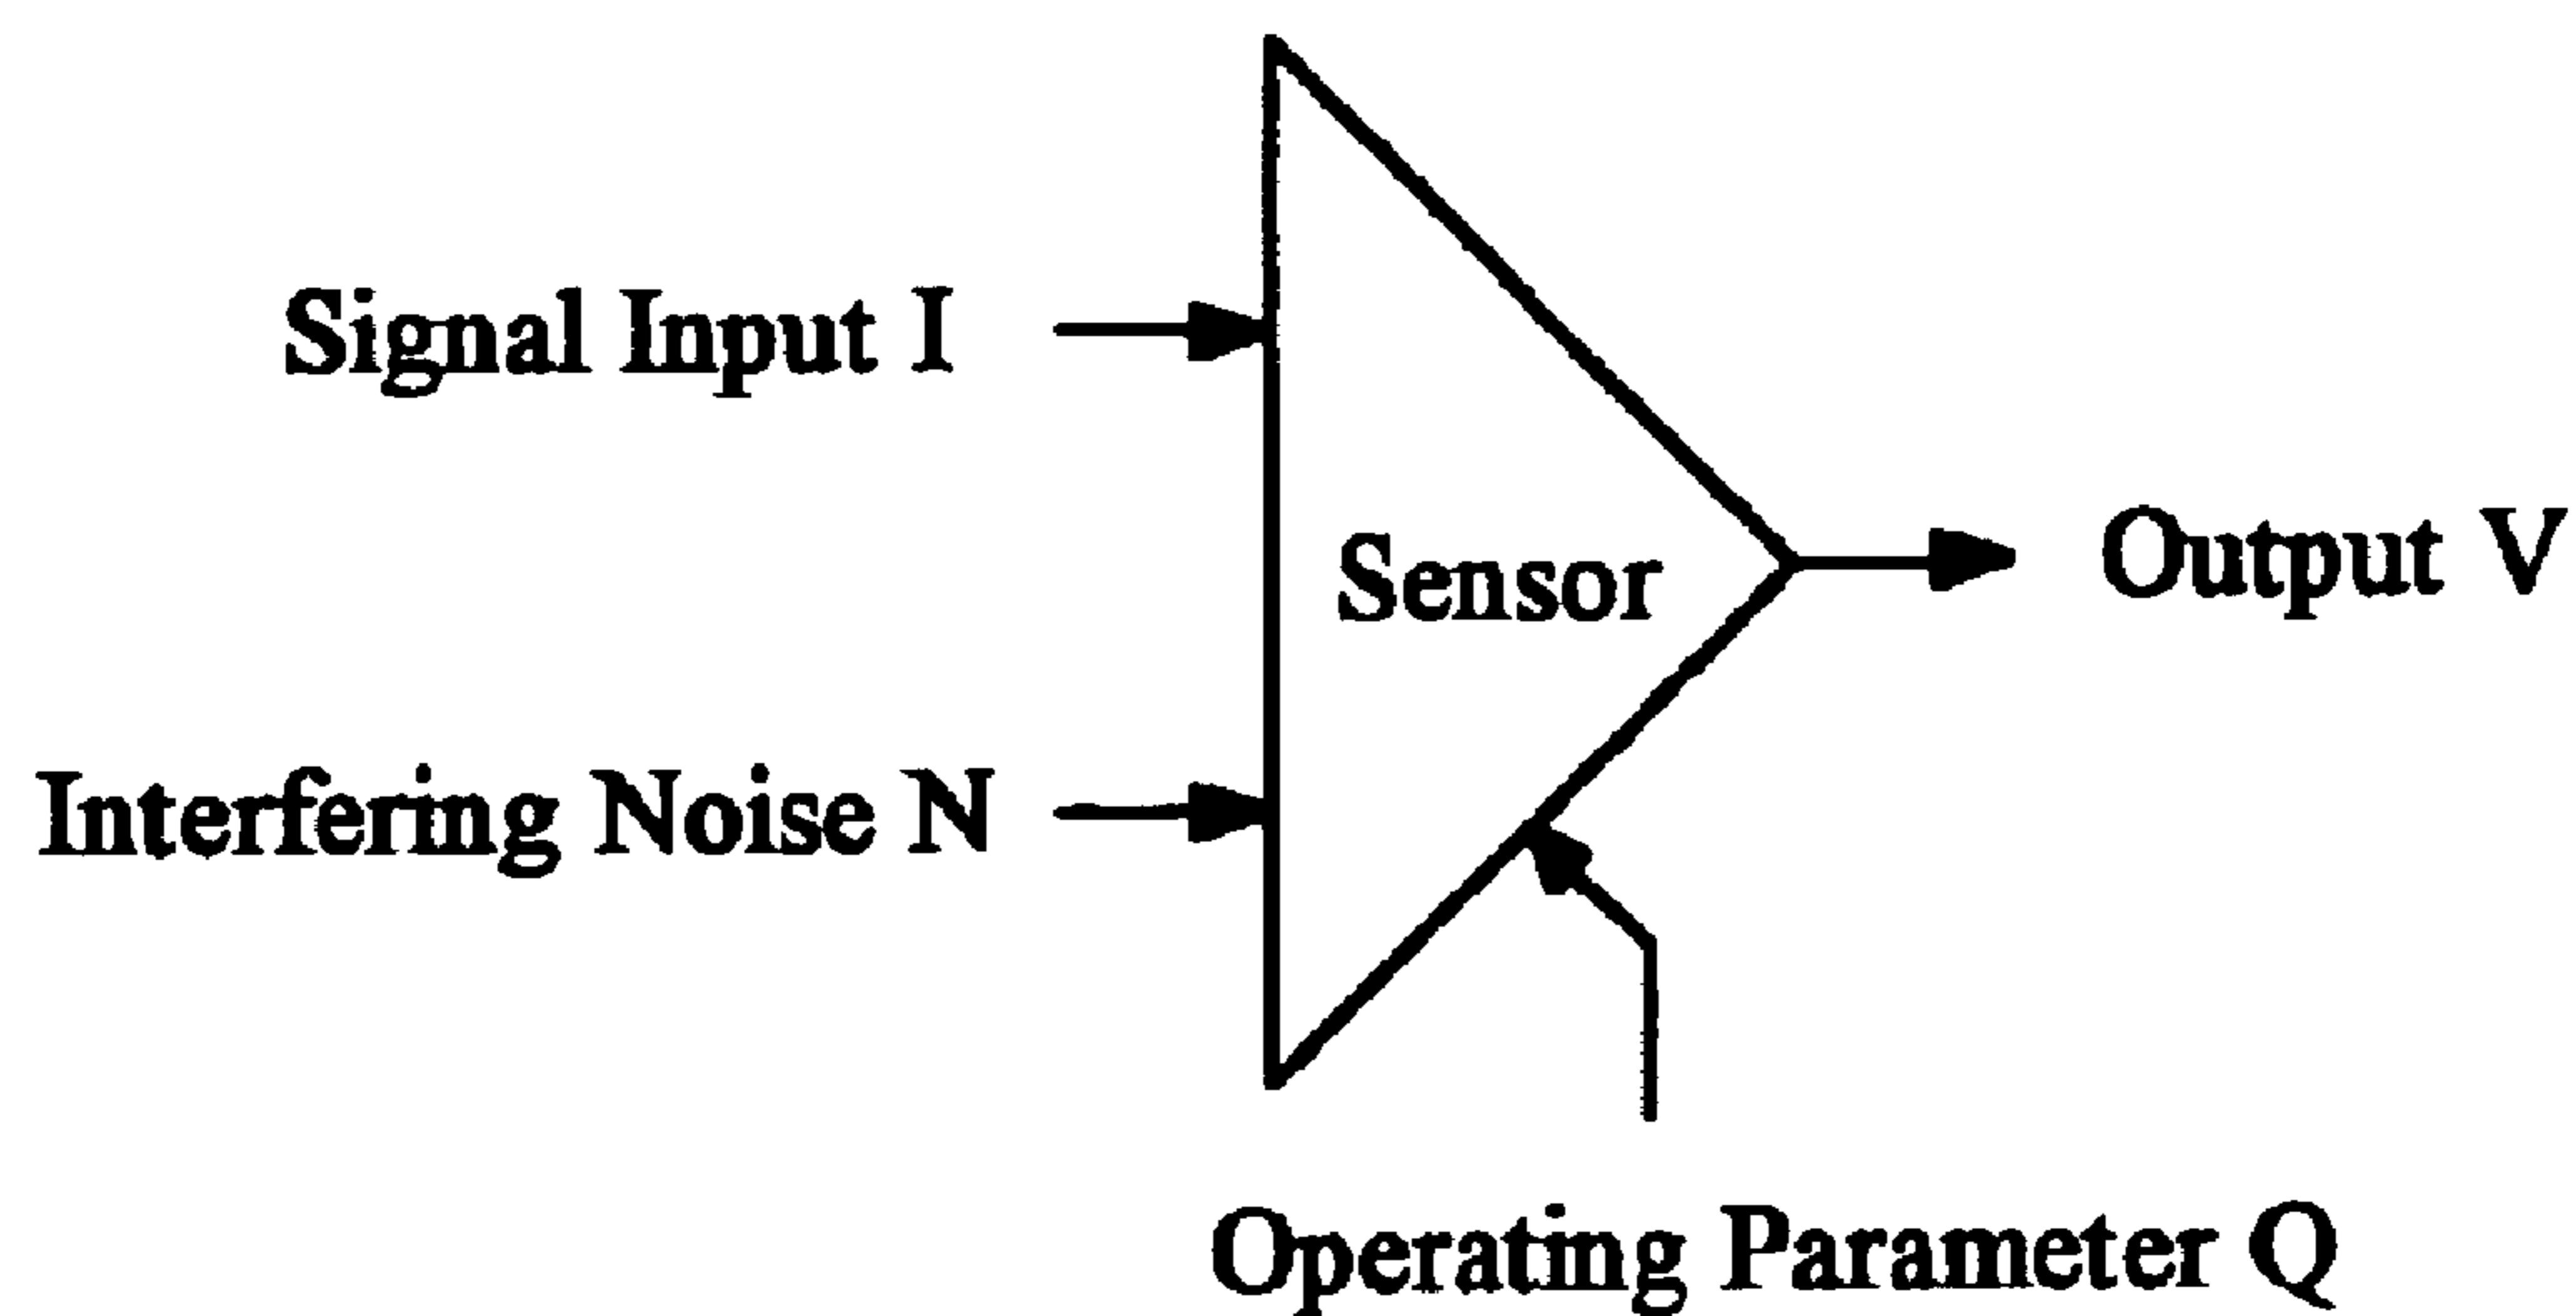 Signal Input I
Sensor
Output V
Interfering Noise N
Operating Parameter Q